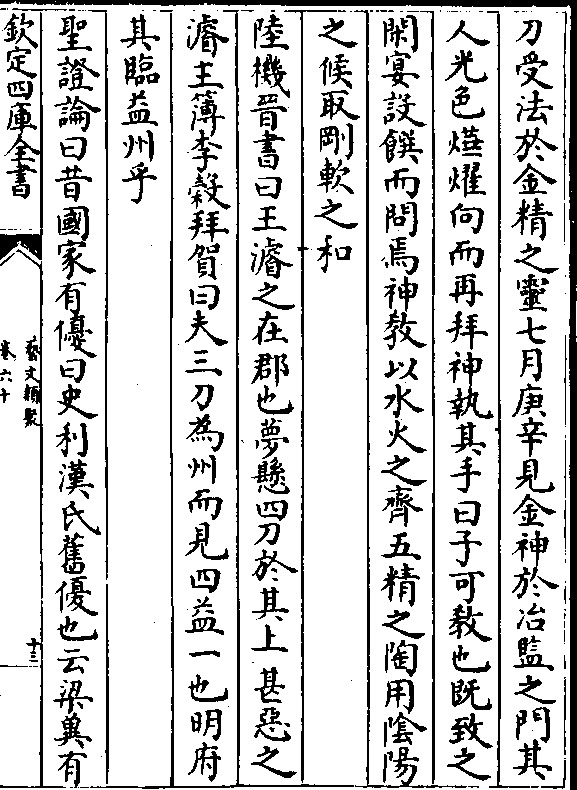 刀受法於金精之靈七月庚辛見金神於冶監之門其
人光色㷼燿向而再拜神執其手曰子可敎也既致之
閑宴設饌而問焉神敎以水火之齊五精之陶用陰陽
之候取剛軟之和
陸機晉書曰王濬之在郡也夢懸四刀於其上甚惡之
濬主簿李毅拜賀曰夫三刀為州而見四益一也明府
其臨益州乎
聖證論曰昔國家有優曰史利漢氏舊優也云梁兾有
欽定四庫全書
藝文類聚
卷六十
十三